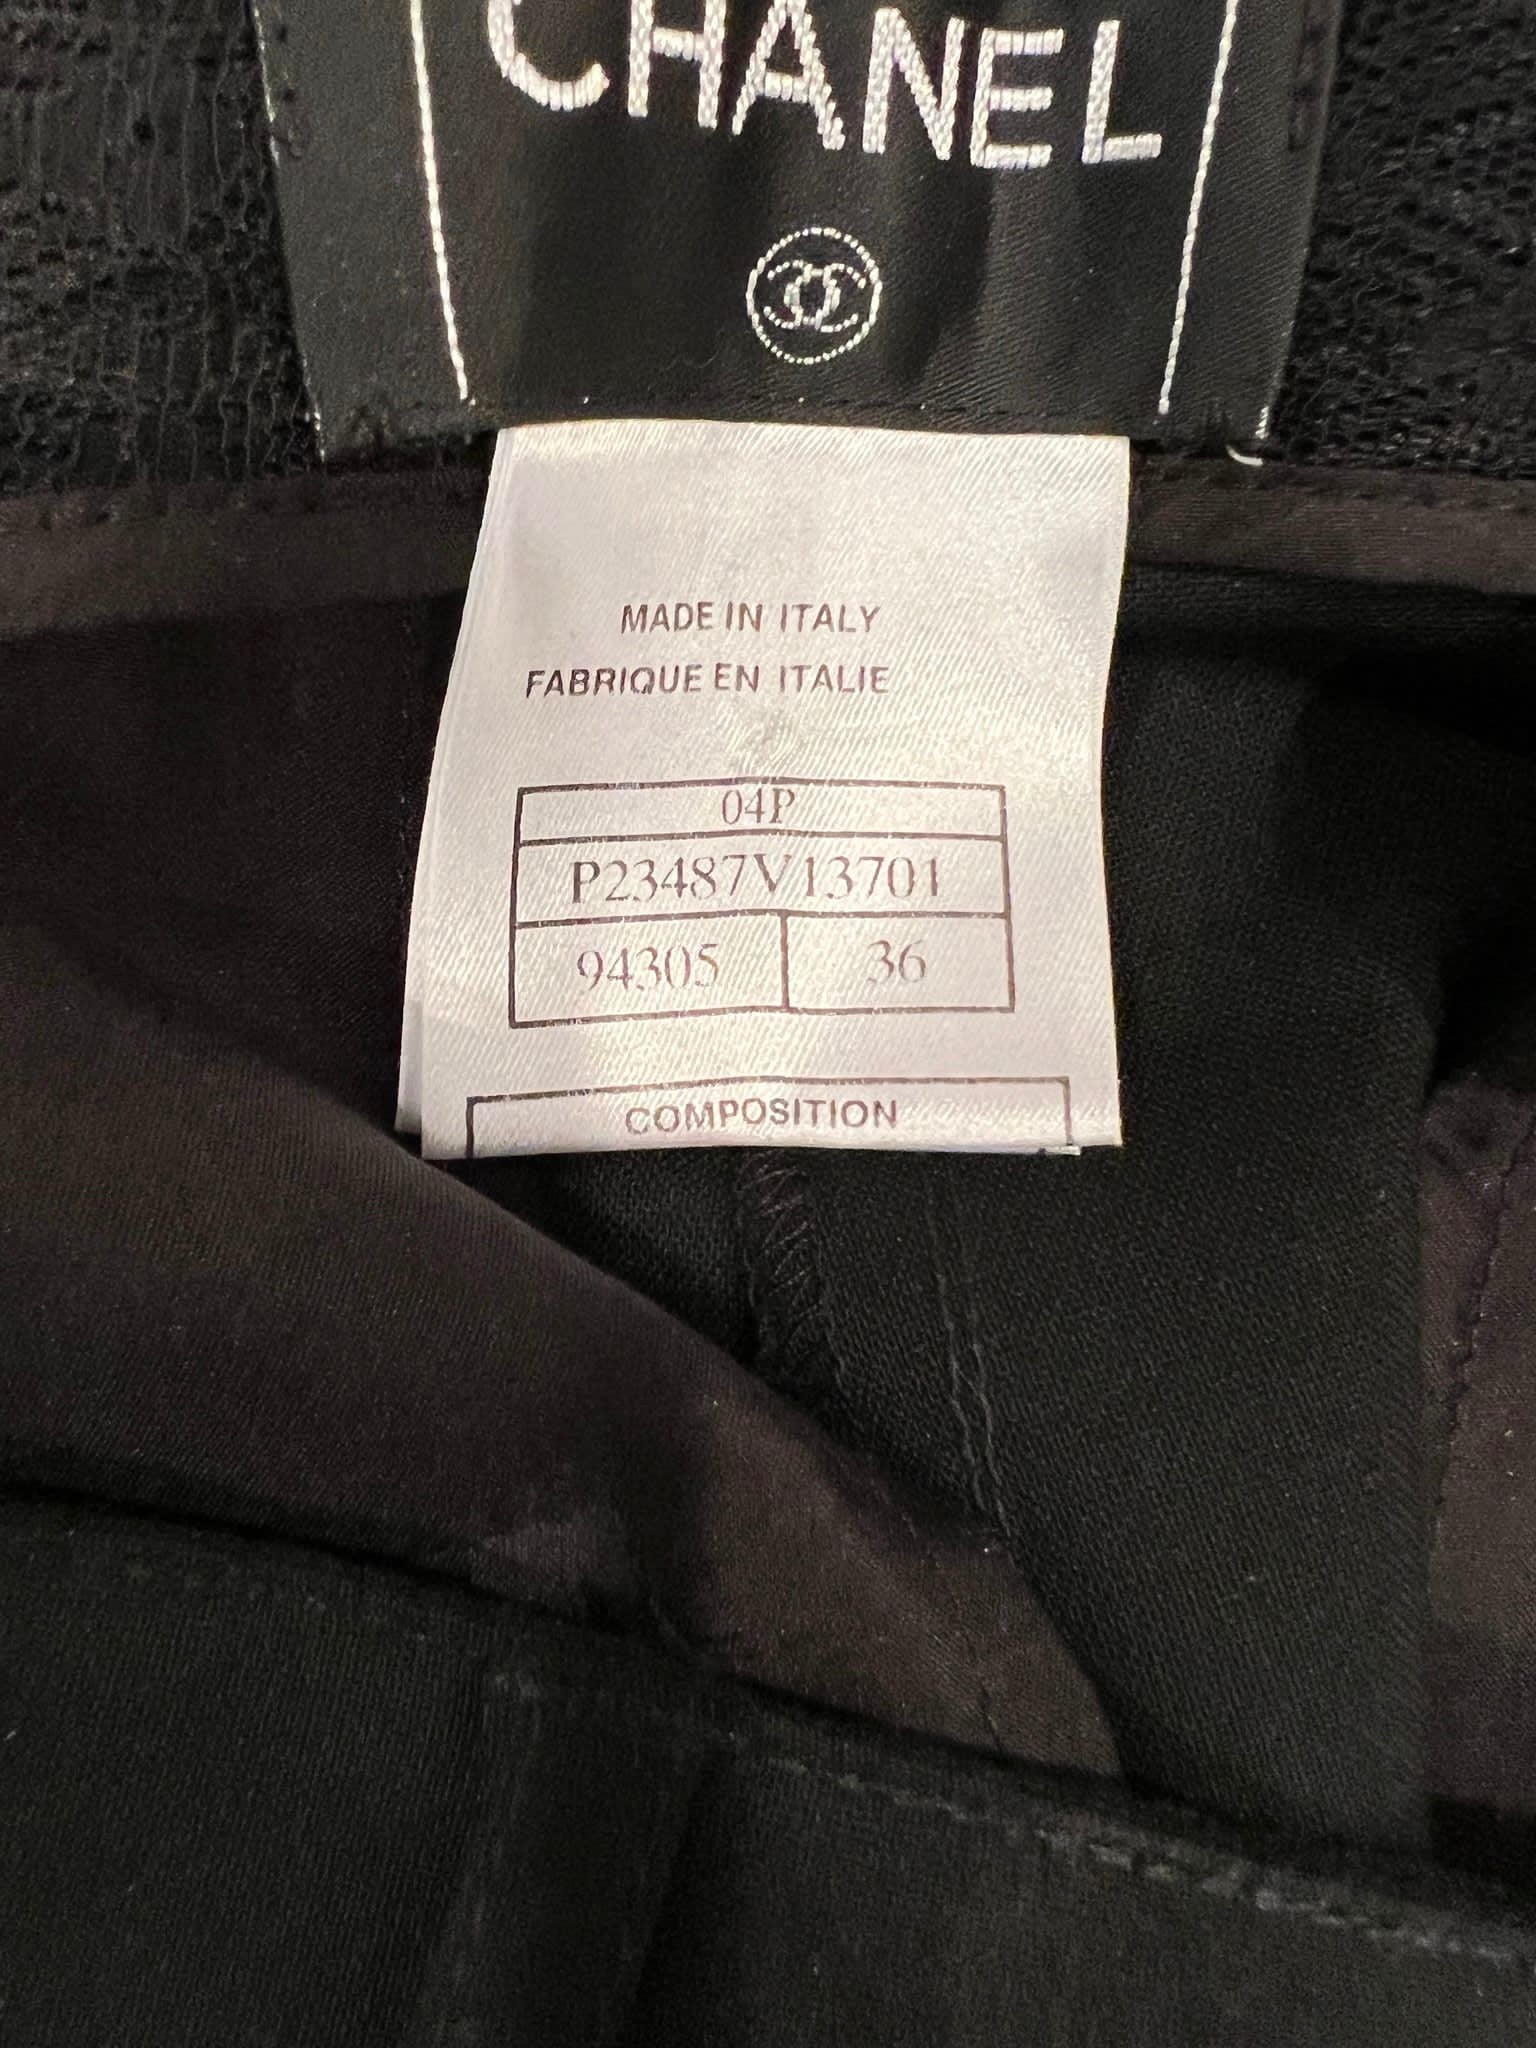 CHANEL
MADE IN ITALY
FABRIQUE EN ITALIE
04P
P23487V13701
94305 36
COMPOSITION